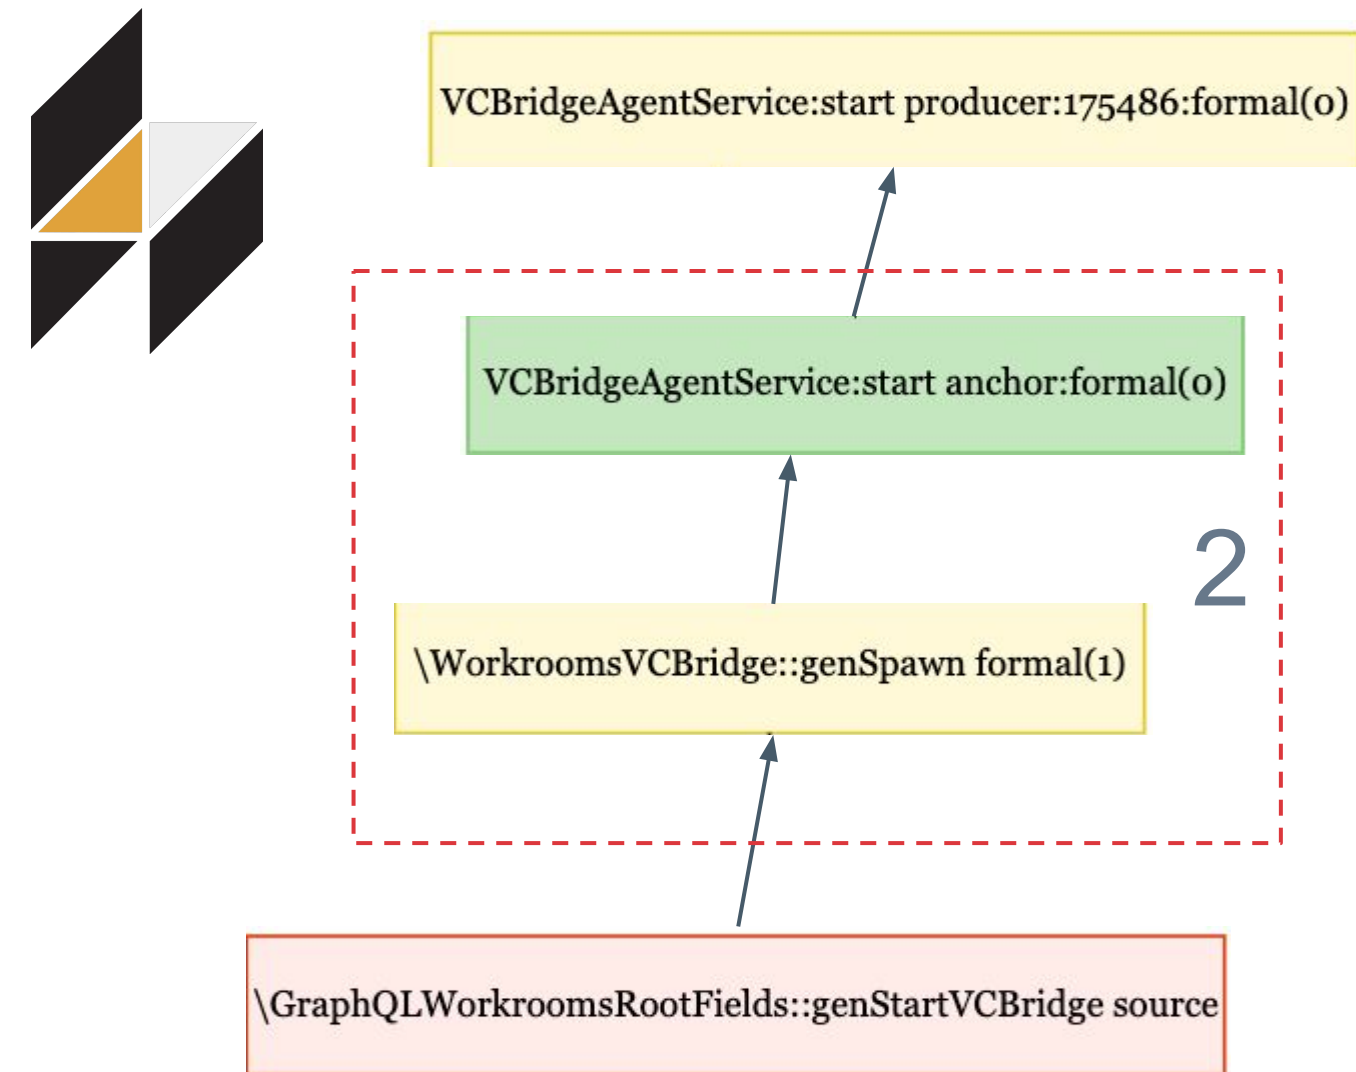 VCBridgeAgentService:start producer:175486:formal(0)
VCBridgeAgentService:start anchor:formal(0)
2
\WorkroomsVCBridge::genSpawn formal(1)
\GraphQLWorkroomsRootFields::genStartVCBridge source